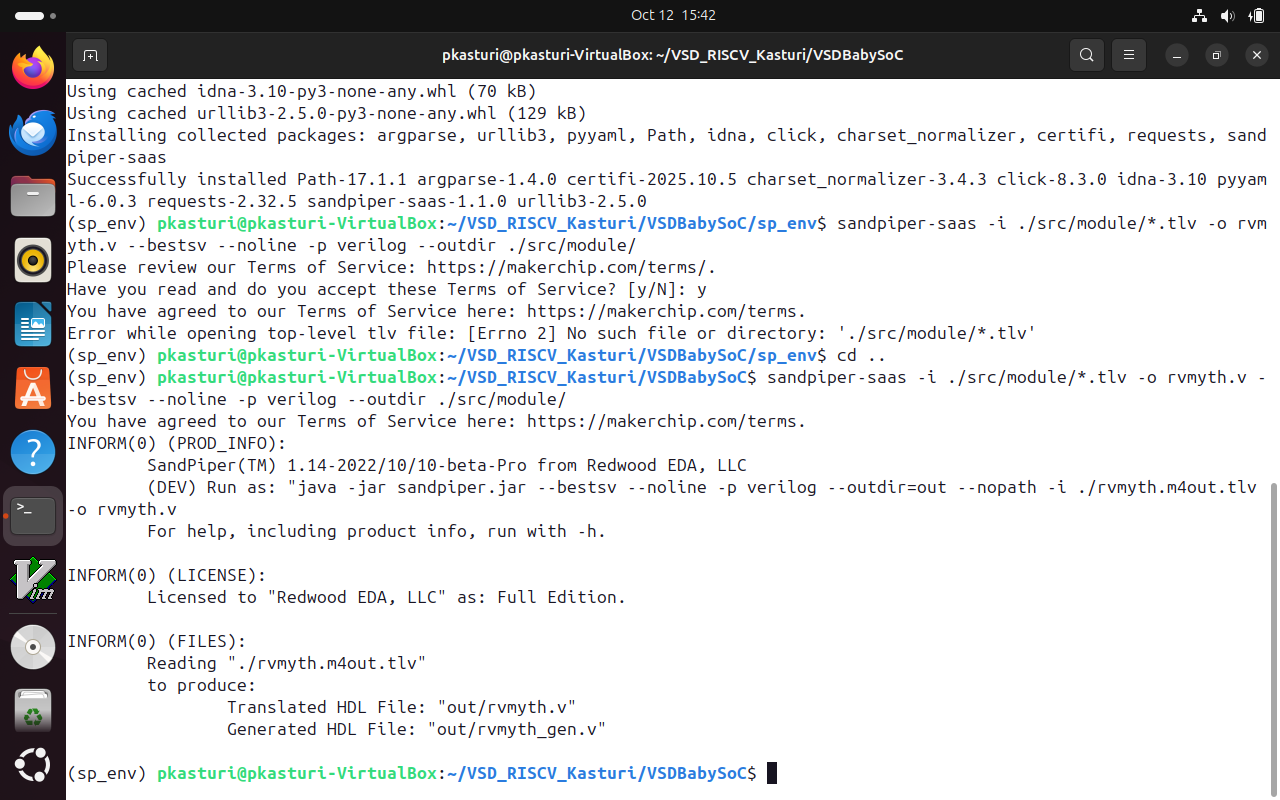 Oct 12 15:42
pkasturi@pkasturi-VirtualBox: ~/VSD_RISCV_Kasturi/VSDBabySoC
Using cached idna-3.10-py3-none-any.whl (70 kB)
Using cached urllib3-2.5.0-py3-none-any.whl (129 kB)
Installing collected packages: argparse, urllib3, pyyaml, Path, idna, click, charset_normalizer, certifi, requests, sand
piper-saas
Successfully installed Path-17.1.1 argparse-1.4.0 certifi-2025.10.5 charset_normalizer-3.4.3 click-8.3.0 idna-3.10 pyyam
l-6.0.3 requests-2.32.5 sandpiper-saas-1.1.0 urllib3-2.5.0
(sp_env) pkasturi@pkasturi-VirtualBox:~/VSD_RISCV_Kasturi/VSDBabySoC/sp_env$ sandpiper-saas -i ./src/module/*.tlv -o rvm
yth.v --bestsv --noline -p verilog --outdir ./src/module/
Please review our Terms of Service: https://makerchip.com/terms/.
Have you read and do you accept these Terms of Service? [y/N]: y
You have agreed to our Terms of Service here: https://makerchip.com/terms.
Error while opening top-level tlv file: [Errno 2] No such file or directory: './src/module/*.tlv'
(sp_env) pkasturi@pkasturi-VirtualBox:~/VSD_RISCV_Kasturi/VSDBabySoC/sp_env$ cd ..
(sp_env) pkasturi@pkasturi-VirtualBox:~/VSD_RISCV_Kasturi/VSDBabySoC$ sandpiper-saas -i ./src/module/*.tlv -o rvmyth.v -
-bestsv --noline -p verilog --outdir ./src/module/
You have agreed to our Terms of Service here: https://makerchip.com/terms.
INFORM(0) (PROD_INFO):
SandPiper(TM) 1.14-2022/10/10-beta-Pro from Redwood EDA, LLC
(DEV) Run as: "java -jar sandpiper.jar --bestsv --noline -p verilog --outdir=out --nopath -i ./rvmyth.m4out.tlv
-o rvmyth.v
For help, including product info, run with -h.
INFORM(0) (LICENSE):
Licensed to "Redwood EDA, LLC" as: Full Edition.
INFORM(0) (FILES):
Reading "./rvmyth.m4out.tlv"
to produce:
Translated HDL File: "out/rvmyth.v"
Generated HDL File: "out/rvmyth_gen.v"
(sp_env) pkasturi@pkasturi-VirtualBox:~/VSD_RISCV_Kasturi/VSDBabySoC$